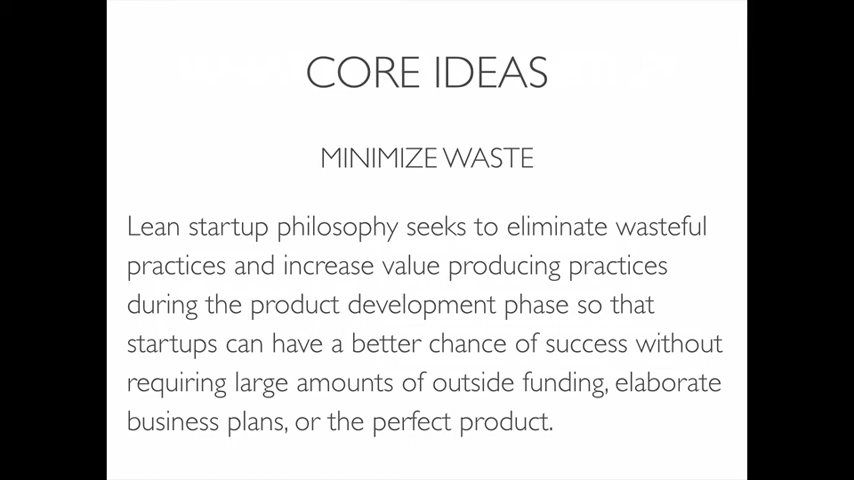 CORE IDEAS
MINIMIZE WASTE
Lean startup philosophy seeks to eliminate wasteful
practices and increase value producing practices
during the product development phase so that
startups can have a better chance of success without
requiring large amounts of outside funding, elaborate
business plans, or the perfect product.